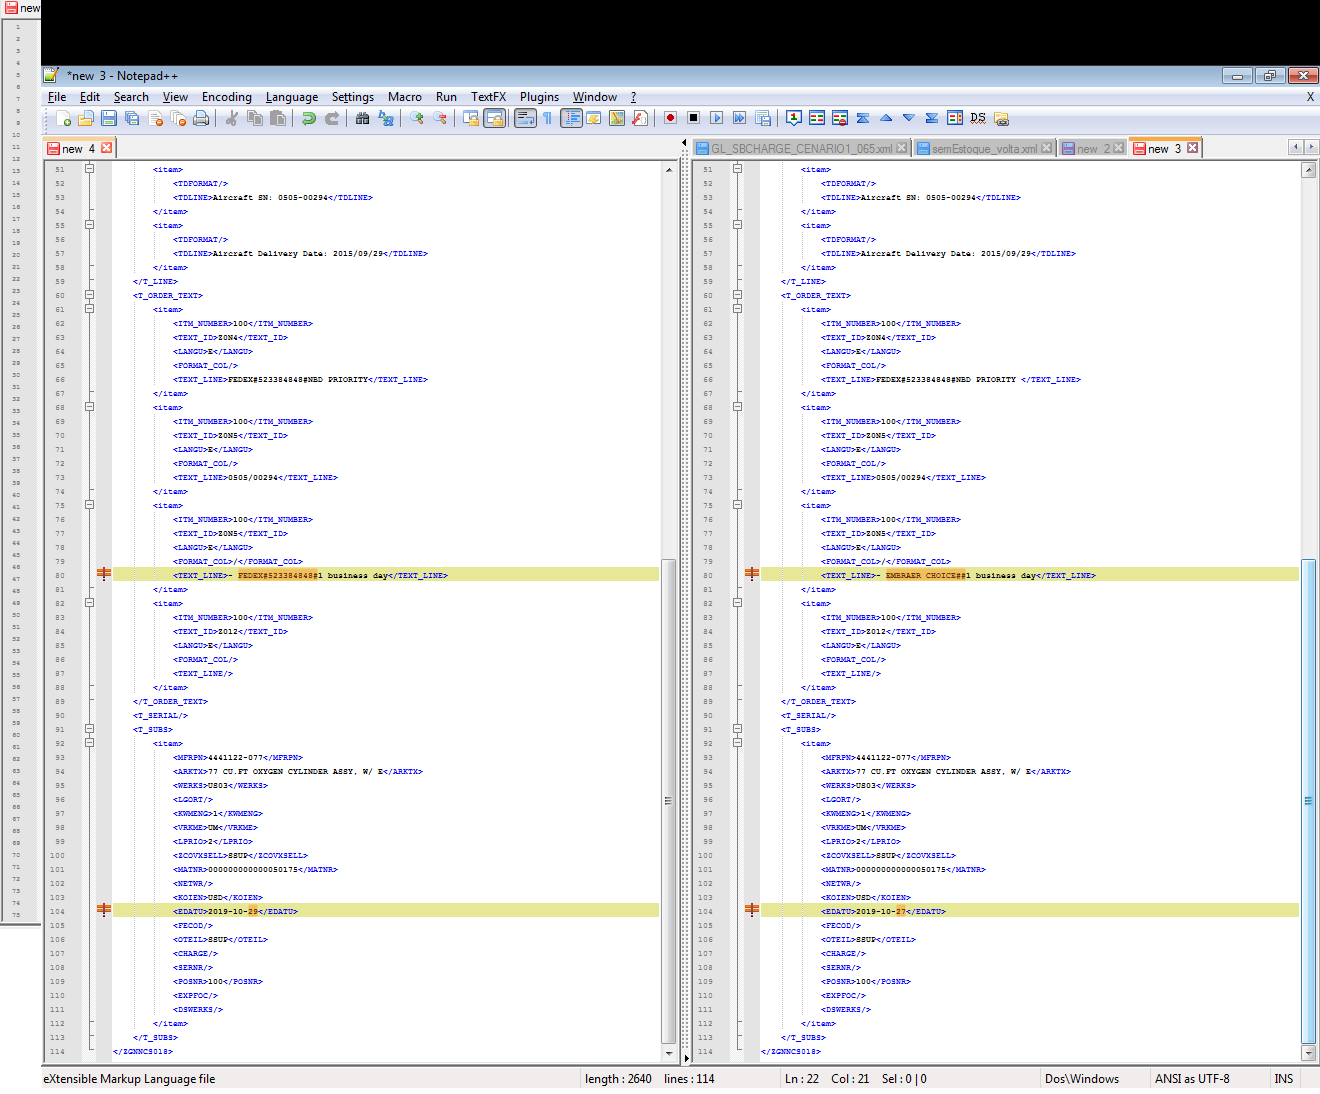 new
*new 3 - Notepad++
File Edit Search View Encoding Language Settings Macro Run TextFX Plugins Window ? X
new 4
GL_SBCHARGE_CENARIO1_065.xml semEstoque_volta.xml new 2 new 3
51 <item>
52 <TDFORMAT/>
53 <TDLINE>Aircraft SN: 0505-00294</TDLINE>
54 </item>
55 <item>
56 <TDFORMAT/>
57 <TDLINE>Aircraft Delivery Date: 2015/09/29</TDLINE>
58 </item>
59 </T_LINE>
60 <T_ORDER_TEXT>
61 <item>
62 <ITM_NUMBER>100</ITM_NUMBER>
63 <TEXT_ID>Z0N4</TEXT_ID>
64 <LANGU>E</LANGU>
65 <FORMAT_COL/>
66 <TEXT_LINE>FEDEX#523384848#NBD PRIORITY</TEXT_LINE>
67 </item>
68 <item>
69 <ITM_NUMBER>100</ITM_NUMBER>
70 <TEXT_ID>Z0N5</TEXT_ID>
71 <LANGU>E</LANGU>
72 <FORMAT_COL/>
73 <TEXT_LINE>0505/00294</TEXT_LINE>
74 </item>
75 <item>
76 <ITM_NUMBER>100</ITM_NUMBER>
77 <TEXT_ID>Z0N5</TEXT_ID>
78 <LANGU>E</LANGU>
79 <FORMAT_COL>/</FORMAT_COL>
80 <TEXT_LINE>- FEDEX#523384848#1 business day</TEXT_LINE>
81 </item>
82 <item>
83 <ITM_NUMBER>100</ITM_NUMBER>
84 <TEXT_ID>Z012</TEXT_ID>
85 <LANGU>E</LANGU>
86 <FORMAT_COL/>
87 <TEXT_LINE/>
88 </item>
89 </T_ORDER_TEXT>
90 <T_SERIAL/>
91 <T_SUBS>
92 <item>
93 <MFRPN>4441122-077</MFRPN>
94 <ARKTX>77 CU.FT OXYGEN CYLINDER ASSY, W/ E</ARKTX>
95 <WERKS>US03</WERKS>
96 <LGORT/>
97 <KWMENG>1</KWMENG>
98 <VRKME>UM</VRKME>
99 <LPRIO>2</LPRIO>
100 <ZCOVXSELL>SSUP</ZCOVXSELL>
101 <MATNR>000000000000050175</MATNR>
102 <NETWR/>
103 <KOIEN>USD</KOIEN>
104 <EDATU>2019-10-29</EDATU>
105 <FECOD/>
106 <OTEIL>SSUP</OTEIL>
107 <CHARGE/>
108 <SERNR/>
109 <POSNR>100</POSNR>
110 <EXPFOC/>
111 <DSWERKS/>
112 </item>
113 </T_SUBS>
114 </ZGNNCS018>
51 <item>
52 <TDFORMAT/>
53 <TDLINE>Aircraft SN: 0505-00294</TDLINE>
54 </item>
55 <item>
56 <TDFORMAT/>
57 <TDLINE>Aircraft Delivery Date: 2015/09/29</TDLINE>
58 </item>
59 </T_LINE>
60 <T_ORDER_TEXT>
61 <item>
62 <ITM_NUMBER>100</ITM_NUMBER>
63 <TEXT_ID>Z0N4</TEXT_ID>
64 <LANGU>E</LANGU>
65 <FORMAT_COL/>
66 <TEXT_LINE>FEDEX#523384848#NBD PRIORITY </TEXT_LINE>
67 </item>
68 <item>
69 <ITM_NUMBER>100</ITM_NUMBER>
70 <TEXT_ID>Z0N5</TEXT_ID>
71 <LANGU>E</LANGU>
72 <FORMAT_COL/>
73 <TEXT_LINE>0505/00294</TEXT_LINE>
74 </item>
75 <item>
76 <ITM_NUMBER>100</ITM_NUMBER>
77 <TEXT_ID>Z0N5</TEXT_ID>
78 <LANGU>E</LANGU>
79 <FORMAT_COL>/</FORMAT_COL>
80 <TEXT_LINE>- EMBRAER CHOICE##1 business day</TEXT_LINE>
81 </item>
82 <item>
83 <ITM_NUMBER>100</ITM_NUMBER>
84 <TEXT_ID>Z012</TEXT_ID>
85 <LANGU>E</LANGU>
86 <FORMAT_COL/>
87 <TEXT_LINE/>
88 </item>
89 </T_ORDER_TEXT>
90 <T_SERIAL/>
91 <T_SUBS>
92 <item>
93 <MFRPN>4441122-077</MFRPN>
94 <ARKTX>77 CU.FT OXYGEN CYLINDER ASSY, W/ E</ARKTX>
95 <WERKS>US03</WERKS>
96 <LGORT/>
97 <KWMENG>1</KWMENG>
98 <VRKME>UM</VRKME>
99 <LPRIO>2</LPRIO>
100 <ZCOVXSELL>SSUP</ZCOVXSELL>
101 <MATNR>000000000000050175</MATNR>
102 <NETWR/>
103 <KOIEN>USD</KOIEN>
104 <EDATU>2019-10-27</EDATU>
105 <FECOD/>
106 <OTEIL>SSUP</OTEIL>
107 <CHARGE/>
108 <SERNR/>
109 <POSNR>100</POSNR>
110 <EXPFOC/>
111 <DSWERKS/>
112 </item>
113 </T_SUBS>
114 </ZGNNCS018>
eXtensible Markup Language file length : 2640 lines : 114 Ln : 22 Col : 21 Sel : 0 | 0 Dos\Windows ANSI as UTF-8 INS